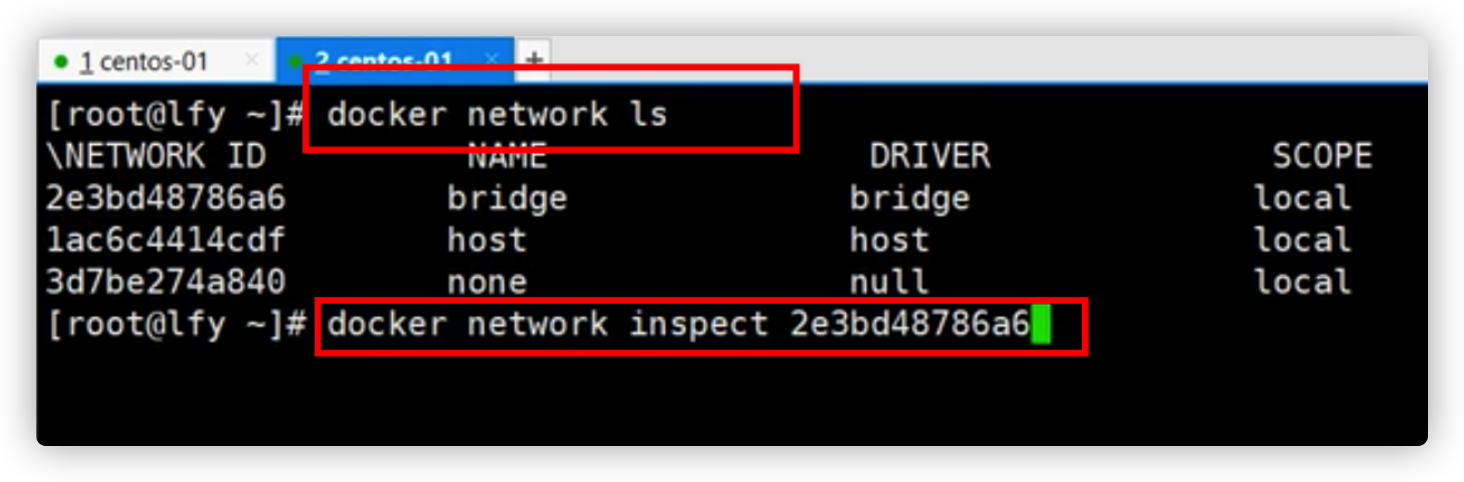 1 centos-01 × 2 centos-01 × +
[root@lfy ~]# docker network ls
\NETWORK ID NAME DRIVER SCOPE
2e3bd48786a6 bridge bridge local
1ac6c4414cdf host host local
3d7be274a840 none null local
[root@lfy ~]# docker network inspect 2e3bd48786a6